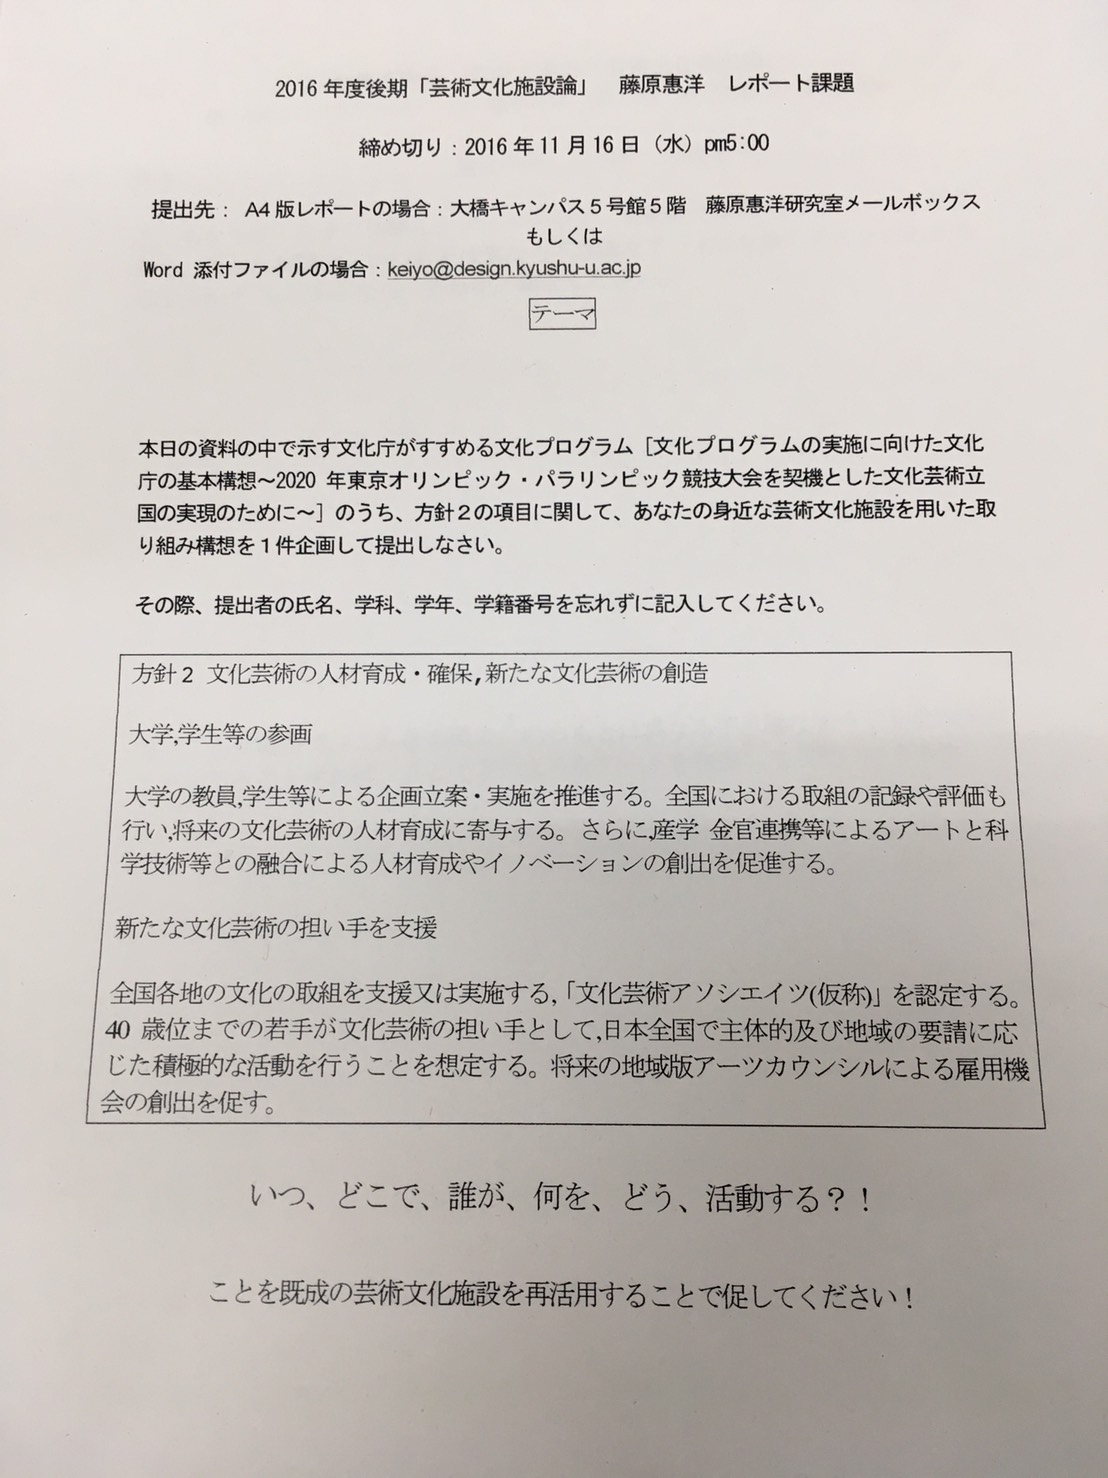 2016 年度後期「芸術文化施設論」　藤原惠洋　レポート課題
締め切り：2016 年 11 月 16 日（水）pm5:00
提出先： A4 版レポートの場合：大橋キャンパス５号館５階　藤原惠洋研究室メールボックス
もしくは
Word 添付ファイルの場合：keiyo@design.kyushu-u.ac.jp
テーマ
本日の資料の中で示す文化庁がすすめる文化プログラム［文化プログラムの実施に向けた文化
庁の基本構想～2020 年東京オリンピック・パラリンピック競技大会を契機とした文化芸術立
国の実現のために～］のうち、方針２の項目に関して、あなたの身近な芸術文化施設を用いた取
り組み構想を１件企画して提出しなさい。
その際、提出者の氏名、学科、学年、学籍番号を忘れずに記入してください。
方針 2 文化芸術の人材育成・確保,新たな文化芸術の創造
大学,学生等の参画
大学の教員,学生等による企画立案・実施を推進する。全国における取組の記録や評価も
行い,将来の文化芸術の人材育成に寄与する。さらに,産学 金官連携等によるアートと科
学技術等との融合による人材育成やイノベーションの創出を促進する。
新たな文化芸術の担い手を支援
全国各地の文化の取組を支援又は実施する,「文化芸術アソシエイツ(仮称)」を認定する。
40 歳位までの若手が文化芸術の担い手として,日本全国で主体的及び地域の要請に応
じた積極的な活動を行うことを想定する。将来の地域版アーツカウンシルによる雇用機
会の創出を促す。
いつ、どこで、誰が、何を、どう、活動する？！
ことを既成の芸術文化施設を再活用することで促してください！